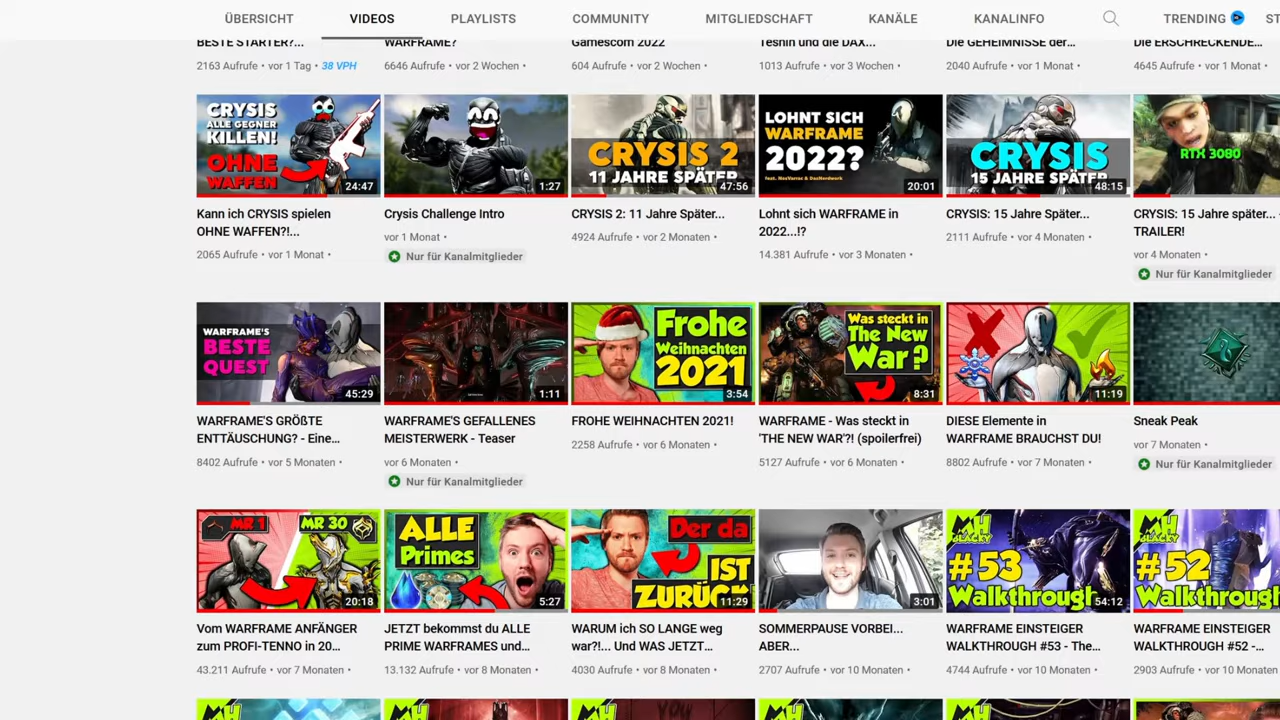 ÜBERSICHT
VIDEOS
PLAYLISTS
COMMUNITY
MITGLIEDSCHAFT
KANÄLE
KANALINFO
TRENDING
ST
BESTE STARTER?...
WARFRAME?
Gamescom 2022
Teshin und die DAX...
Die GEHEIMNISSE der...
Die ERSCHRECKENDE...
2163 Aufrufe • vor 1 Tag • 38 VPH
6646 Aufrufe • vor 2 Wochen •
604 Aufrufe • vor 2 Wochen •
1013 Aufrufe • vor 3 Wochen •
2040 Aufrufe • vor 1 Monat •
4645 Aufrufe • vor 1 Monat •
CRYSIS
ALLE GEGNER
KILLEN!
OHNE
WAFFEN
24:47
1:27
CRYSIS 2
11 JAHRE SPÄTER...
47:56
LOHNT SICH
WARFRAME
2022?
20:01
CRYSIS
15 JAHRE SPÄTER
48:15
RTX 3080
Kann ich CRYSIS spielen
OHNE WAFFEN?!...
2065 Aufrufe • vor 1 Monat •
Crysis Challenge Intro
vor 1 Monat •
Nur für Kanalmitglieder
CRYSIS 2: 11 Jahre Später...
4924 Aufrufe • vor 2 Monaten •
Lohnt sich WARFRAME in
2022...!?
14.381 Aufrufe • vor 3 Monaten •
CRYSIS: 15 Jahre Später...
2111 Aufrufe • vor 4 Monaten •
CRYSIS: 15 Jahre später... -
TRAILER!
vor 4 Monaten •
Nur für Kanalmitglieder
WARFRAME'S
BESTE
QUEST
45:29
1:11
Frohe
Weihnachten
2021
3:54
Was steckt in
The New
War?
8:31
11:19
WARFRAME'S GRÖßTE
ENTTÄUSCHUNG? - Eine...
8402 Aufrufe • vor 5 Monaten •
WARFRAME'S GEFALLENES
MEISTERWERK - Teaser
vor 6 Monaten •
Nur für Kanalmitglieder
FROHE WEIHNACHTEN 2021!
2258 Aufrufe • vor 6 Monaten •
WARFRAME - Was steckt in
'THE NEW WAR'?! (spoilerfrei)
5127 Aufrufe • vor 6 Monaten •
DIESE Elemente in
WARFRAME BRAUCHST DU!
8802 Aufrufe • vor 7 Monaten •
Sneak Peak
vor 7 Monaten •
Nur für Kanalmitglieder
MR 1
MR 30
20:18
ALLE
Primes
5:27
Der da
IST
ZURÜCK
11:29
3:01
MH
BLACKY
#53
Walkthrough
54:12
MH
BLACKY
#52
Walkthrough
Vom WARFRAME ANFÄNGER
zum PROFI-TENNO in 20...
43.211 Aufrufe • vor 7 Monaten •
JETZT bekommst du ALLE
PRIME WARFRAMES und...
13.132 Aufrufe • vor 8 Monaten •
WARUM ich SO LANGE weg
war?!... Und WAS JETZT...
4030 Aufrufe • vor 8 Monaten •
SOMMERPAUSE VORBEI...
ABER...
2707 Aufrufe • vor 10 Monaten •
WARFRAME EINSTEIGER
WALKTHROUGH #53 - The...
4744 Aufrufe • vor 10 Monaten •
WARFRAME EINSTEIGER
WALKTHROUGH #52 -...
2903 Aufrufe • vor 10 Monaten •
MH
MH
MH